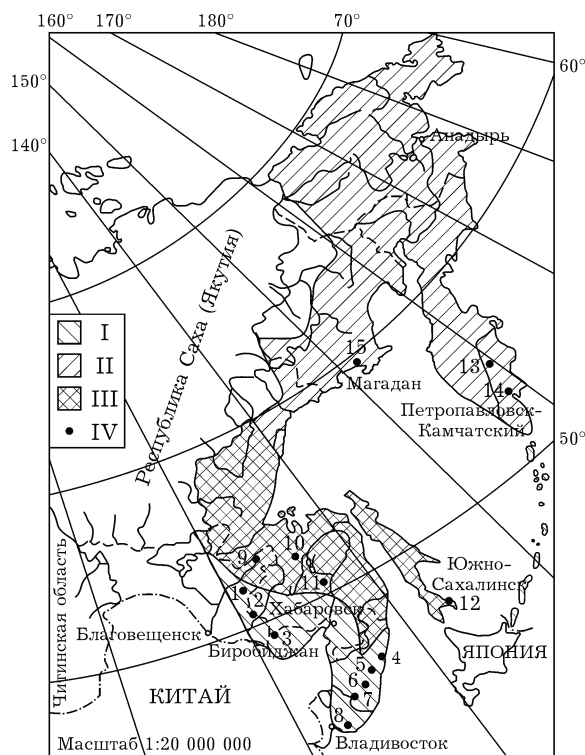 160° 170° 180° 70°
60°
150°
140°
Анадырь
Республика Саха (Якутия)
I
II
III
IV
15
Магадан
13
14
Петропавловск-
Камчатский
50°
9
10
11
1
2
3
Хабаровск
Южно-
Сахалинск
12
Читинская область
Благовещенск
Биробиджан
4
5
6
7
8
ЯПОНИЯ
КИТАЙ
Владивосток
Масштаб 1:20 000 000